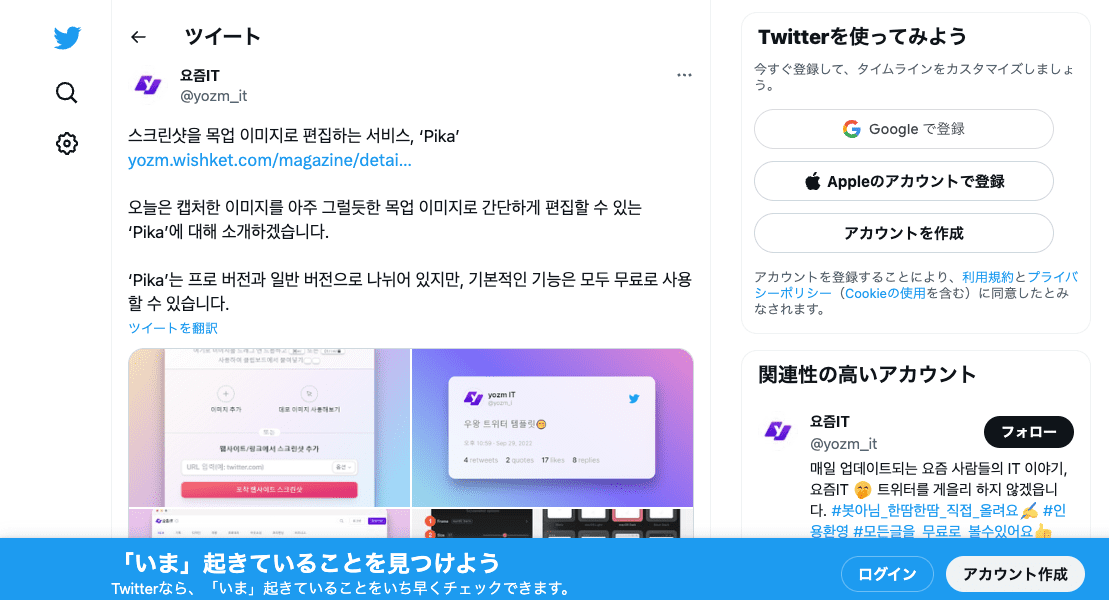 ツイート
요즘IT
@yozm_it
스크린샷을 목업 이미지로 편집하는 서비스, ‘Pika’
yozm.wishket.com/magazine/detai...
오늘은 캡처한 이미지를 아주 그럴듯한 목업 이미지로 간단하게 편집할 수 있는
‘Pika’에 대해 소개하겠습니다.
‘Pika’는 프로 버전과 일반 버전으로 나뉘어 있지만, 기본적인 기능은 모두 무료로 사용
할 수 있습니다.
ツイートを翻訳
이미지 추가
데모 이미지 사용해보기
또는
웹사이트/링크에서 스크린샷 추가
URL 입력(예: twitter.com)
yozm IT
우왕 트위터 템플릿🤭
오후 10:59 · Sep 29, 2022
4 retweets 2 quotes 17 likes 8 replies
요즘IT
Twitterを使ってみよう
今すぐ登録して、タイムラインをカスタマイズしましょ
う。
Google で登録
Appleのアカウントで登録
アカウントを作成
アカウントを登録することにより、利用規約とプライバ
シーポリシー（Cookieの使用を含む）に同意したとみ
なされます。
関連性の高いアカウント
요즘IT
@yozm_it
フォロー
매일 업데이트되는 요즘 사람들의 IT 이야기,
요즘IT 🤭 트위터를 게을리 하지 않겠읍니
다. #봇아님_한땀한땀_직접_올려요✍️ #인
용환영 #모든글을_무료로_볼수있어요👍
「いま」起きていることを見つけよう
Twitterなら、「いま」起きていることをいち早くチェックできます。
ログイン
アカウント作成